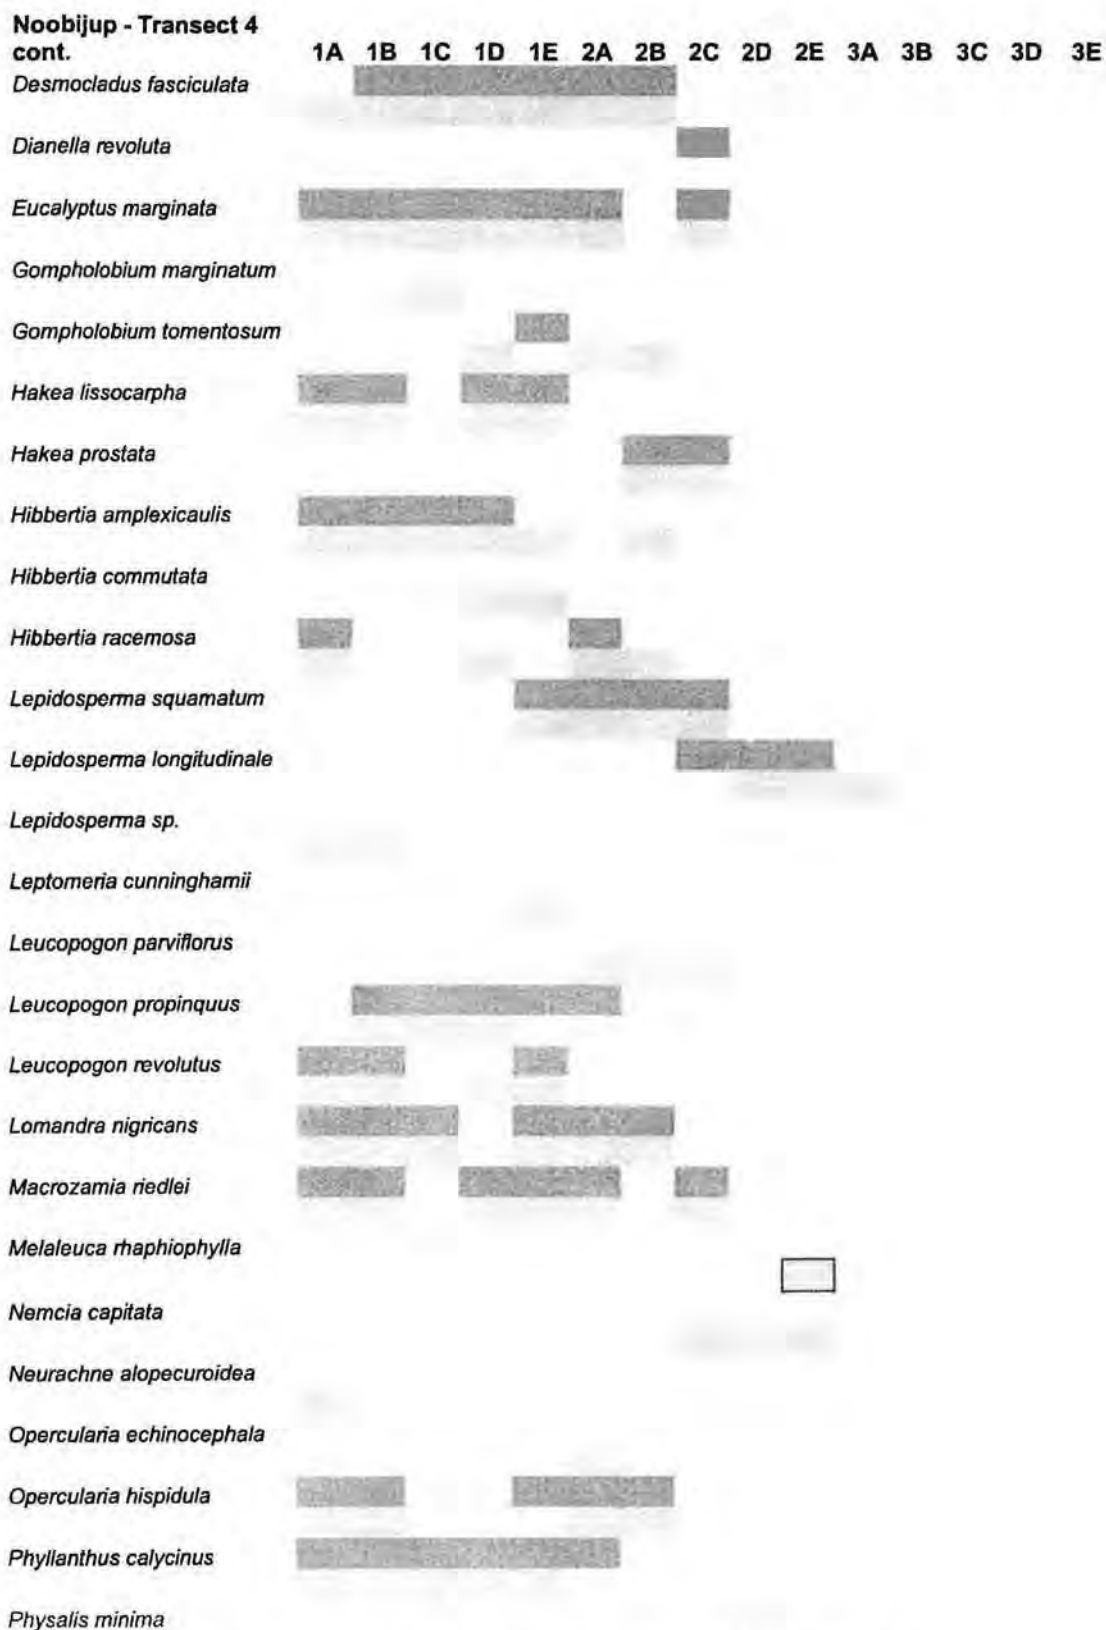 Noobijup - Transect 4
cont. 1A 1B 1C 1D 1E 2A 2B 2C 2D 2E 3A 3B 3C 3D 3E
Desmocladus fasciculata
Dianella revoluta
Eucalyptus marginata
Gompholobium marginatum
Gompholobium tomentosum
Hakea lissocarpha
Hakea prostata
Hibbertia amplexicaulis
Hibbertia commutata
Hibbertia racemosa
Lepidosperma squamatum
Lepidosperma longitudinale
Lepidosperma sp.
Leptomeria cunninghamii
Leucopogon parviflorus
Leucopogon propinquus
Leucopogon revolutus
Lomandra nigricans
Macrozamia riedlei
Melaleuca rhaphiophylla
Nemcia capitata
Neurachne alopecuroidea
Opercularia echinocephala
Opercularia hispidula
Phyllanthus calycinus
Physalis minima